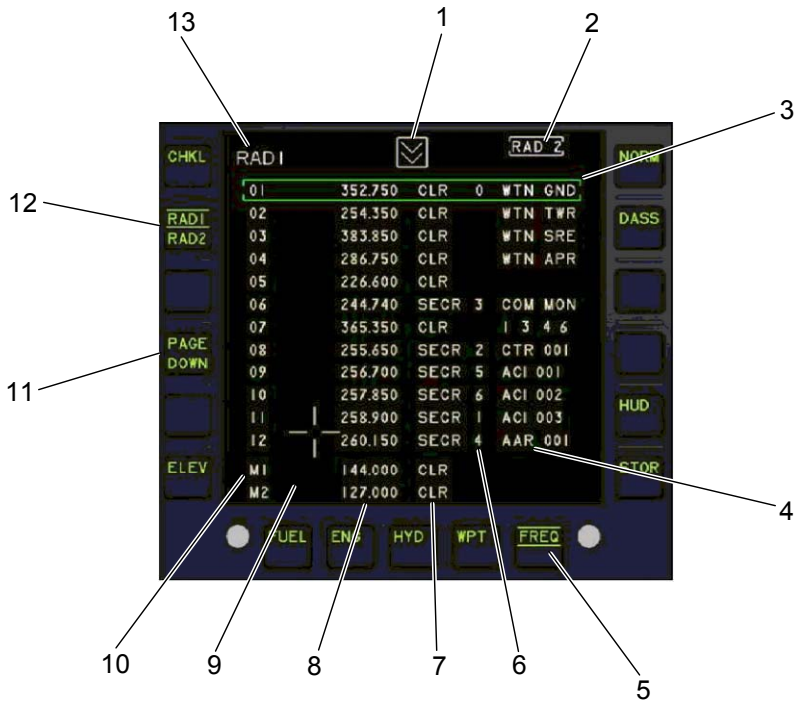 13
1
2
3
12
11
10
9
8
7
6
5
4
CHKL
RAD1
RAD2
PAGE
DOWN
ELEV
RAD1
RAD 2
01 352.750 CLR 0 WTN GND
02 254.350 CLR WTN TWR
03 383.850 CLR WTN SRE
04 286.750 CLR WTN APR
05 226.600 CLR
06 244.740 SECR 3 COM MON
07 365.350 CLR 1 3 4 6
08 255.650 SECR 2 CTR 001
09 256.700 SECR 5 ACI 001
10 257.850 SECR 6 ACI 002
11 258.900 SECR 1 ACI 003
12 260.150 SECR 4 AAR 001
M1 144.000 CLR
M2 127.000 CLR
NORM
DASS
HUD
STOR
FUEL ENG HYD WPT FREQ